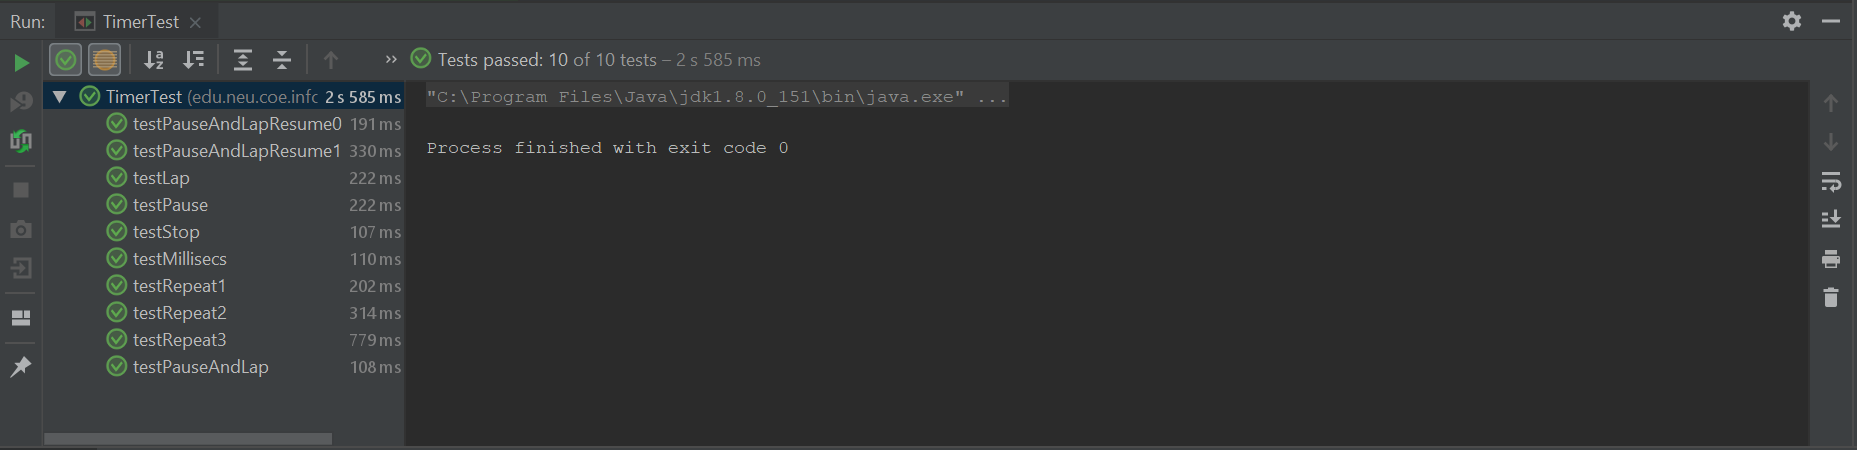 Run: TimerTest
» Tests passed: 10 of 10 tests – 2 s 585 ms
TimerTest (edu.neu.coe.info 2 s 585 ms
testPauseAndLapResume0 191 ms
testPauseAndLapResume1 330 ms
testLap 222 ms
testPause 222 ms
testStop 107 ms
testMillisecs 110 ms
testRepeat1 202 ms
testRepeat2 314 ms
testRepeat3 779 ms
testPauseAndLap 108 ms
"C:\Program Files\Java\jdk1.8.0_151\bin\java.exe" ...
Process finished with exit code 0